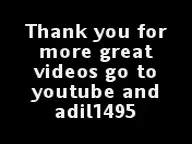 Thank you for
more great
videos go to
youtube and
adil1495